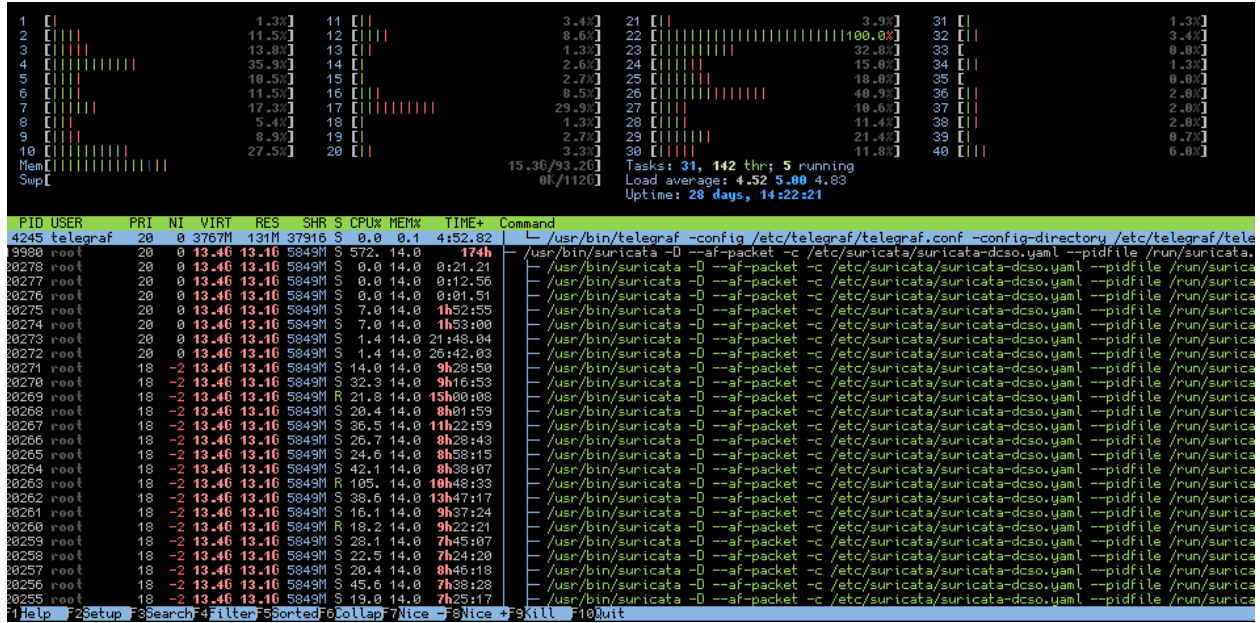 1 [| 1.3%] 11 [|| 3.4%] 21 [|| 3.9%] 31 [| 1.3%]
2 [|||| 11.5%] 12 [|||| 8.6%] 22 [||||||||||||||||||||||||100.0%] 32 [|| 3.4%]
3 [||||| 13.8%] 13 [|| 1.3%] 23 [|||||||||| 32.8%] 33 [ 0.0%]
4 [||||||||||| 35.9%] 14 [| 2.6%] 24 [|||||| 15.0%] 34 [|| 1.3%]
5 [|||| 10.5%] 15 [| 2.7%] 25 [||||||| 18.0%] 35 [ 0.0%]
6 [|||| 11.5%] 16 [||| 8.5%] 26 [|||||||||||||| 40.9%] 36 [|| 2.0%]
7 [|||||| 17.3%] 17 [|||||||||| 29.9%] 27 [|||| 10.6%] 37 [|| 2.0%]
8 [||| 5.4%] 18 [| 1.3%] 28 [|||| 11.4%] 38 [|| 2.0%]
9 [|||| 8.9%] 19 [| 2.7%] 29 [||||||| 21.4%] 39 [| 0.7%]
10 [|||||||||| 27.5%] 20 [|| 3.3%] 30 [||||| 11.8%] 40 [||| 6.0%]
Mem[||||||||||||||| 15.3G/93.2G] Tasks: 31, 142 thr; 5 running
Swp[ 0K/112G] Load average: 4.52 5.00 4.83
Uptime: 28 days, 14:22:21
PID USER PRI NI VIRT RES SHR S CPU% MEM% TIME+ Command
4245 telegraf 20 0 3767M 131M 37916 S 0.0 0.1 4:52.82 │ └─ /usr/bin/telegraf -config /etc/telegraf/telegraf.conf -config-directory /etc/telegraf/tele
19980 root 20 0 13.4G 13.1G 5849M S 572. 14.0 174h ├─ /usr/bin/suricata -D --af-packet -c /etc/suricata/suricata-dcso.yaml --pidfile /run/suricata.
20278 root 20 0 13.4G 13.1G 5849M S 0.0 14.0 0:21.21 │ ├─ /usr/bin/suricata -D --af-packet -c /etc/suricata/suricata-dcso.yaml --pidfile /run/surica
20277 root 20 0 13.4G 13.1G 5849M S 0.0 14.0 0:12.56 │ ├─ /usr/bin/suricata -D --af-packet -c /etc/suricata/suricata-dcso.yaml --pidfile /run/surica
20276 root 20 0 13.4G 13.1G 5849M S 0.0 14.0 0:01.51 │ ├─ /usr/bin/suricata -D --af-packet -c /etc/suricata/suricata-dcso.yaml --pidfile /run/surica
20275 root 20 0 13.4G 13.1G 5849M S 7.0 14.0 1h52:55 │ ├─ /usr/bin/suricata -D --af-packet -c /etc/suricata/suricata-dcso.yaml --pidfile /run/surica
20274 root 20 0 13.4G 13.1G 5849M S 7.0 14.0 1h53:00 │ ├─ /usr/bin/suricata -D --af-packet -c /etc/suricata/suricata-dcso.yaml --pidfile /run/surica
20273 root 20 0 13.4G 13.1G 5849M S 1.4 14.0 21:48.04 │ ├─ /usr/bin/suricata -D --af-packet -c /etc/suricata/suricata-dcso.yaml --pidfile /run/surica
20272 root 20 0 13.4G 13.1G 5849M S 1.4 14.0 26:42.03 │ ├─ /usr/bin/suricata -D --af-packet -c /etc/suricata/suricata-dcso.yaml --pidfile /run/surica
20271 root 18 -2 13.4G 13.1G 5849M S 14.0 14.0 9h28:50 │ ├─ /usr/bin/suricata -D --af-packet -c /etc/suricata/suricata-dcso.yaml --pidfile /run/surica
20270 root 18 -2 13.4G 13.1G 5849M S 32.3 14.0 9h16:53 │ ├─ /usr/bin/suricata -D --af-packet -c /etc/suricata/suricata-dcso.yaml --pidfile /run/surica
20269 root 18 -2 13.4G 13.1G 5849M R 21.8 14.0 15h00:08 │ ├─ /usr/bin/suricata -D --af-packet -c /etc/suricata/suricata-dcso.yaml --pidfile /run/surica
20268 root 18 -2 13.4G 13.1G 5849M S 20.4 14.0 8h01:59 │ ├─ /usr/bin/suricata -D --af-packet -c /etc/suricata/suricata-dcso.yaml --pidfile /run/surica
20267 root 18 -2 13.4G 13.1G 5849M S 36.5 14.0 11h22:59 │ ├─ /usr/bin/suricata -D --af-packet -c /etc/suricata/suricata-dcso.yaml --pidfile /run/surica
20266 root 18 -2 13.4G 13.1G 5849M S 26.7 14.0 8h28:43 │ ├─ /usr/bin/suricata -D --af-packet -c /etc/suricata/suricata-dcso.yaml --pidfile /run/surica
20265 root 18 -2 13.4G 13.1G 5849M S 24.6 14.0 8h58:15 │ ├─ /usr/bin/suricata -D --af-packet -c /etc/suricata/suricata-dcso.yaml --pidfile /run/surica
20264 root 18 -2 13.4G 13.1G 5849M S 42.1 14.0 8h38:07 │ ├─ /usr/bin/suricata -D --af-packet -c /etc/suricata/suricata-dcso.yaml --pidfile /run/surica
20263 root 18 -2 13.4G 13.1G 5849M R 105. 14.0 10h48:33 │ ├─ /usr/bin/suricata -D --af-packet -c /etc/suricata/suricata-dcso.yaml --pidfile /run/surica
20262 root 18 -2 13.4G 13.1G 5849M S 38.6 14.0 13h47:17 │ ├─ /usr/bin/suricata -D --af-packet -c /etc/suricata/suricata-dcso.yaml --pidfile /run/surica
20261 root 18 -2 13.4G 13.1G 5849M S 16.1 14.0 9h37:24 │ ├─ /usr/bin/suricata -D --af-packet -c /etc/suricata/suricata-dcso.yaml --pidfile /run/surica
20260 root 18 -2 13.4G 13.1G 5849M R 18.2 14.0 9h22:21 │ ├─ /usr/bin/suricata -D --af-packet -c /etc/suricata/suricata-dcso.yaml --pidfile /run/surica
20259 root 18 -2 13.4G 13.1G 5849M S 28.1 14.0 7h45:07 │ ├─ /usr/bin/suricata -D --af-packet -c /etc/suricata/suricata-dcso.yaml --pidfile /run/surica
20258 root 18 -2 13.4G 13.1G 5849M S 22.5 14.0 7h24:20 │ ├─ /usr/bin/suricata -D --af-packet -c /etc/suricata/suricata-dcso.yaml --pidfile /run/surica
20257 root 18 -2 13.4G 13.1G 5849M S 20.4 14.0 8h46:18 │ ├─ /usr/bin/suricata -D --af-packet -c /etc/suricata/suricata-dcso.yaml --pidfile /run/surica
20256 root 18 -2 13.4G 13.1G 5849M S 45.6 14.0 7h38:28 │ ├─ /usr/bin/suricata -D --af-packet -c /etc/suricata/suricata-dcso.yaml --pidfile /run/surica
20255 root 18 -2 13.4G 13.1G 5849M S 19.0 14.0 7h25:17 │ ├─ /usr/bin/suricata -D --af-packet -c /etc/suricata/suricata-dcso.yaml --pidfile /run/surica
F1Help F2Setup F3SearchF4FilterF5SortedF6CollapF7Nice -F8Nice +F9Kill F10Quit